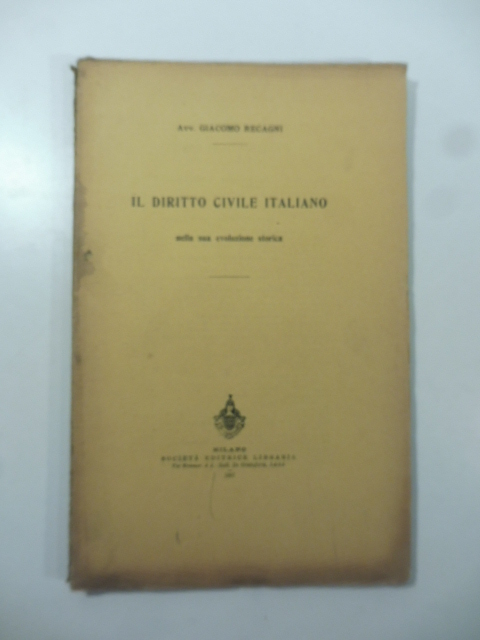 Avv. GIACOMO RECAGNI
IL DIRITTO CIVILE ITALIANO
nella sua evoluzione storica
MILANO
SOCIETÀ EDITRICE LIBRARIA